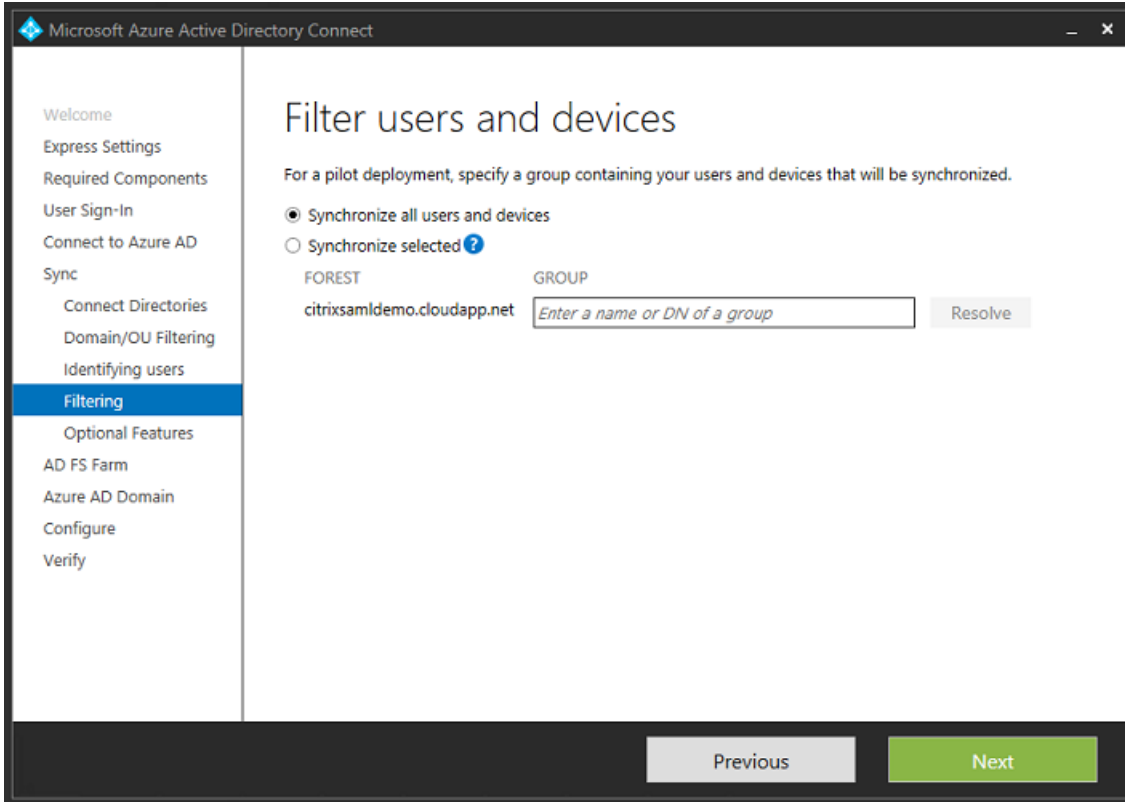 Microsoft Azure Active Directory Connect
Welcome
Express Settings
Required Components
User Sign-In
Connect to Azure AD
Sync
Connect Directories
Domain/OU Filtering
Identifying users
Filtering
Optional Features
AD FS Farm
Azure AD Domain
Configure
Verify
Filter users and devices
For a pilot deployment, specify a group containing your users and devices that will be synchronized.
Synchronize all users and devices
Synchronize selected ?
FOREST GROUP
citrixsamldemo.cloudapp.net Enter a name or DN of a group Resolve
Previous Next